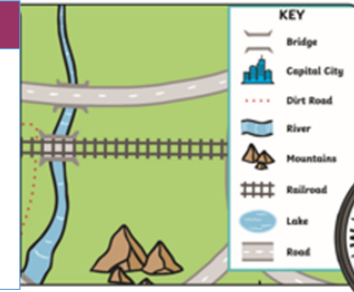 KEY
Bridge
Capital City
Dirt Road
River
Mountains
Railroad
Lake
Road